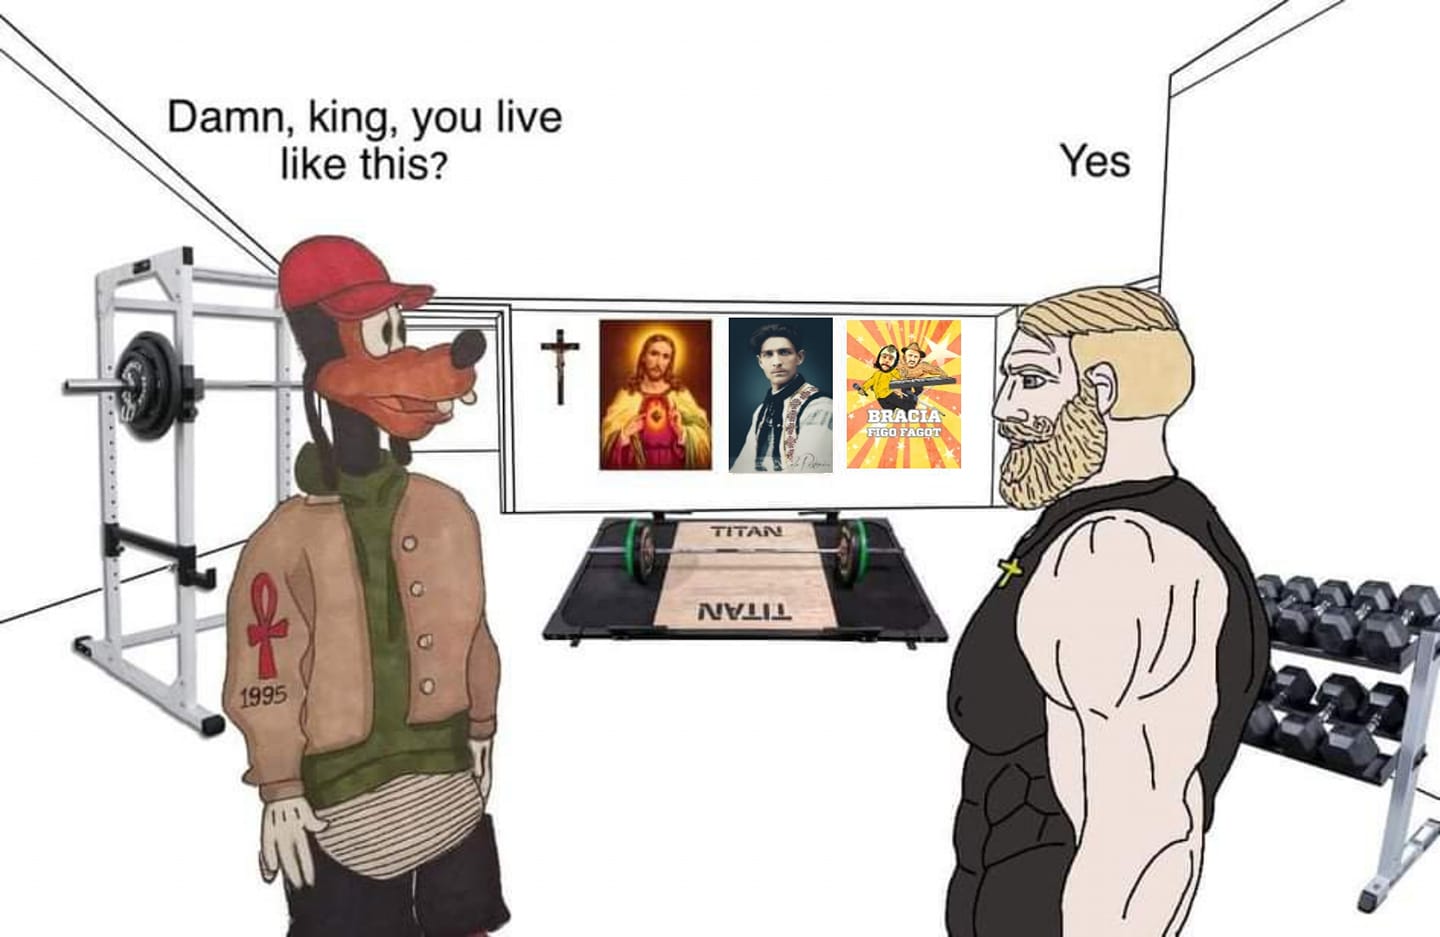 Damn, king, you live
like this?
Yes
BRACIA
FIGO FAGOT
TITAN
TITAN
1995